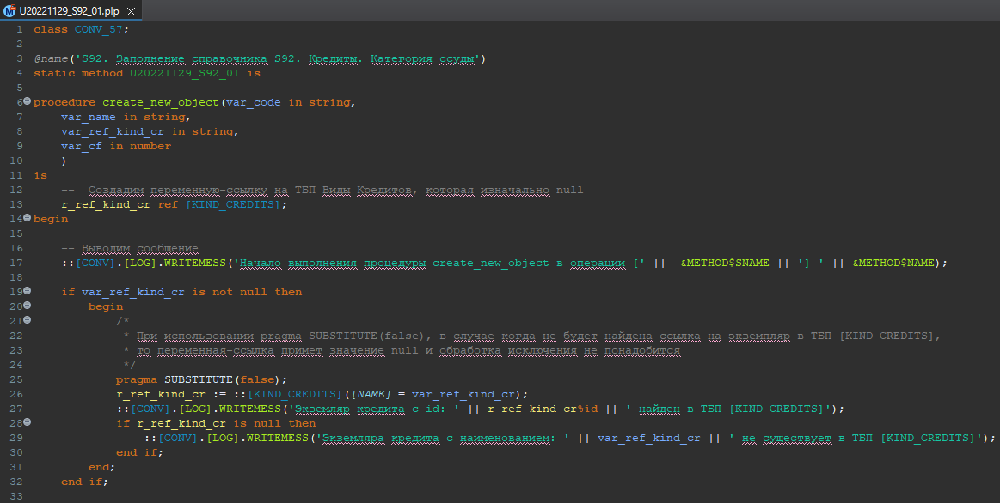 U20221129_S92_01.plp
1 class CONV_57;
2
3 @name('S92. Заполнение справочника S92. Кредиты. Категория ссуды')
4 static method U20221129_S92_01 is
5
6 procedure create_new_object(var_code in string,
7 var_name in string,
8 var_ref_kind_cr in string,
9 var_cf in number
10 )
11 is
12 -- Создадим переменную-ссылку на ТБП Виды Кредитов, которая изначально null
13 r_ref_kind_cr ref [KIND_CREDITS];
14 begin
15
16 -- Выводим сообщение
17 ::[CONV].[LOG].WRITEMESS('Начало выполнения процедуры create_new_object в операции [' || &METHOD$SNAME || '] ' || &METHOD$NAME);
18
19 if var_ref_kind_cr is not null then
20 begin
21 /*
22 * При использовании pragma SUBSTITUTE(false), в случае когда не будет найдена ссылка на экземпляр в ТБП [KIND_CREDITS],
23 * то переменная-ссылка примет значение null и обработка исключения не понадобится
24 */
25 pragma SUBSTITUTE(false);
26 r_ref_kind_cr := ::[KIND_CREDITS]([NAME] = var_ref_kind_cr);
27 ::[CONV].[LOG].WRITEMESS('Экземляр кредита с id: ' || r_ref_kind_cr%id || ' найден в ТБП [KIND_CREDITS]');
28 if r_ref_kind_cr is null then
29 ::[CONV].[LOG].WRITEMESS('Экземляра кредита с наименованием: ' || var_ref_kind_cr || ' не существует в ТБП [KIND_CREDITS]');
30 end if;
31 end;
32 end if;
33